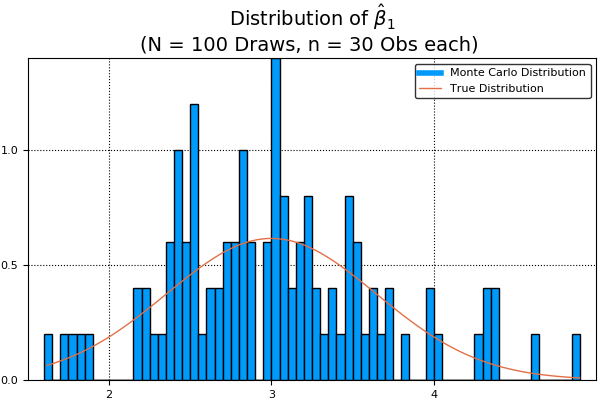 Distribution of β̂₁
(N = 100 Draws, n = 30 Obs each)
Monte Carlo Distribution
True Distribution
1.0
0.5
0.0
2 3 4